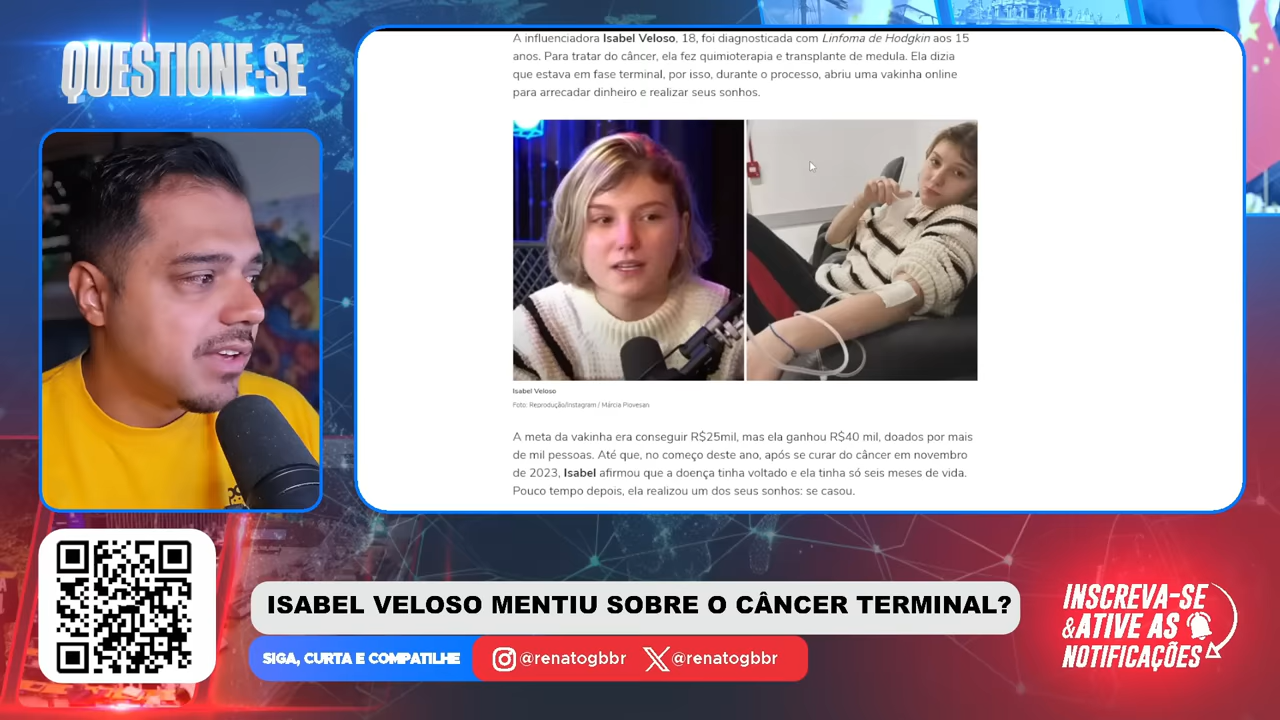 QUESTIONE-SE
A influenciadora Isabel Veloso, 18, foi diagnosticada com Linfoma de Hodgkin aos 15
anos. Para tratar do câncer, ela fez quimioterapia e transplante de medula. Ela dizia
que estava em fase terminal, por isso, durante o processo, abriu uma vakinha online
para arrecadar dinheiro e realizar seus sonhos.
Isabel Veloso
Foto: Reprodução/Instagram / Márcia Piovesan
A meta da vakinha era conseguir R$25mil, mas ela ganhou R$40 mil, doados por mais
de mil pessoas. Até que, no começo deste ano, após se curar do câncer em novembro
de 2023, Isabel afirmou que a doença tinha voltado e ela tinha só seis meses de vida.
Pouco tempo depois, ela realizou um dos seus sonhos: se casou.
ISABEL VELOSO MENTIU SOBRE O CÂNCER TERMINAL?
SIGA, CURTA E COMPATILHE
@renatogbbr
@renatogbbr
INSCREVA-SE
&ATIVE AS
NOTIFICAÇÕES